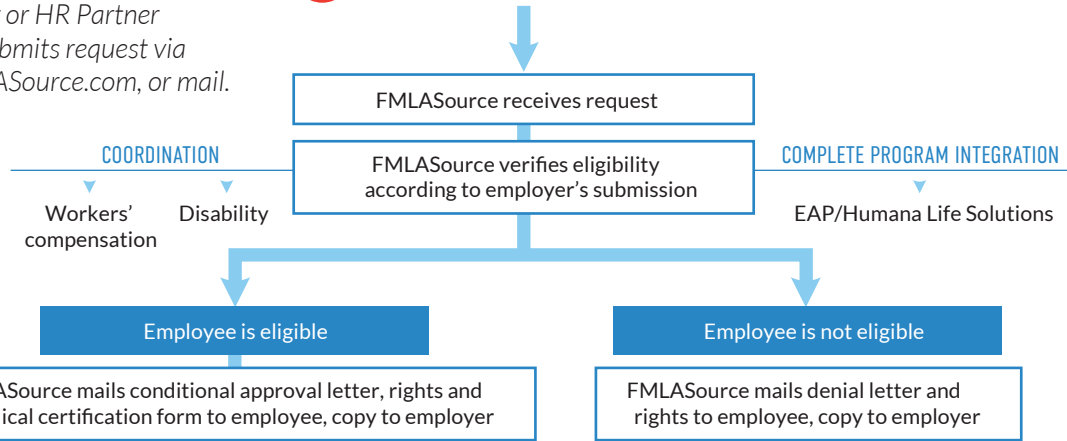 or HR Partner
submits request via
FMLASource.com, or mail.
FMLASource receives request
COORDINATION
Workers'
compensation
Disability
FMLASource verifies eligibility
according to employer's submission
COMPLETE PROGRAM INTEGRATION
EAP/Humana Life Solutions
Employee is eligible
Employee is not eligible
ASource mails conditional approval letter, rights and
ical certification form to employee, copy to employer
FMLASource mails denial letter and
rights to employee, copy to employer